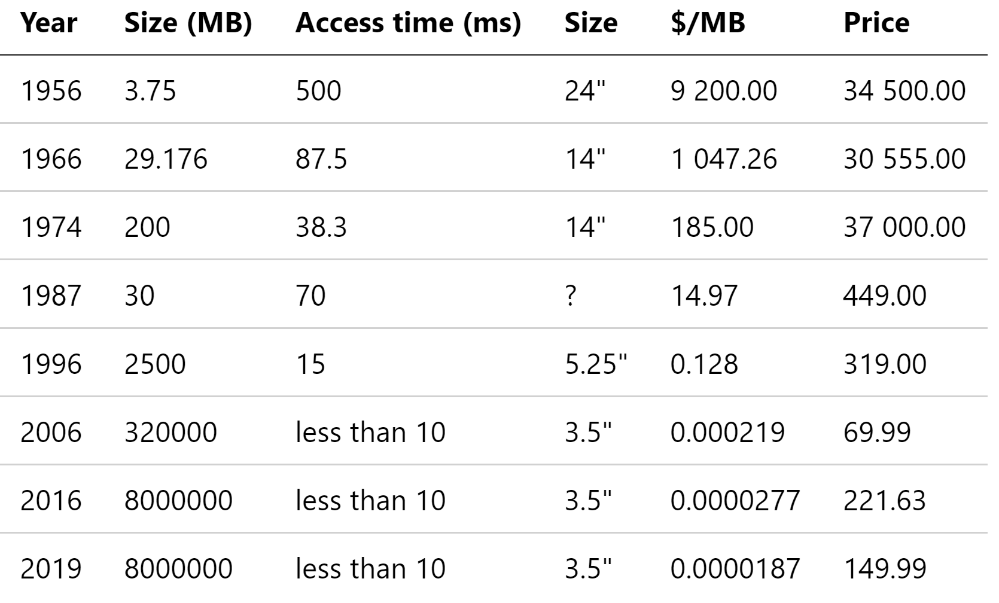 Year Size (MB) Access time (ms) Size $/MB Price
1956 3.75 500 24" 9 200.00 34 500.00
1966 29.176 87.5 14" 1 047.26 30 555.00
1974 200 38.3 14" 185.00 37 000.00
1987 30 70 ? 14.97 449.00
1996 2500 15 5.25" 0.128 319.00
2006 320000 less than 10 3.5" 0.000219 69.99
2016 8000000 less than 10 3.5" 0.0000277 221.63
2019 8000000 less than 10 3.5" 0.0000187 149.99